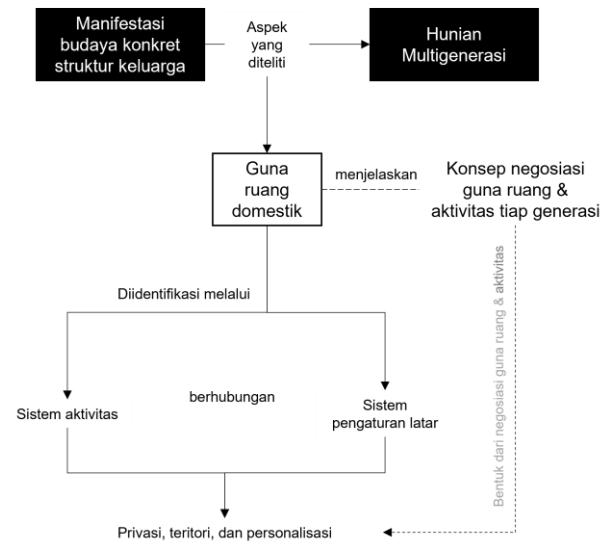 Manifestasi
budaya konkret
struktur keluarga
Aspek
yang
diteliti
Hunian
Multigenerasi
Guna
ruang
domestik
menjelaskan
Konsep negosiasi
guna ruang &
aktivitas tiap generasi
Diidentifikasi melalui
Bentuk dari negosiasi guna ruang & aktivitas
Sistem aktivitas
berhubungan
Sistem
pengaturan latar
Privasi, teritori, dan personalisasi